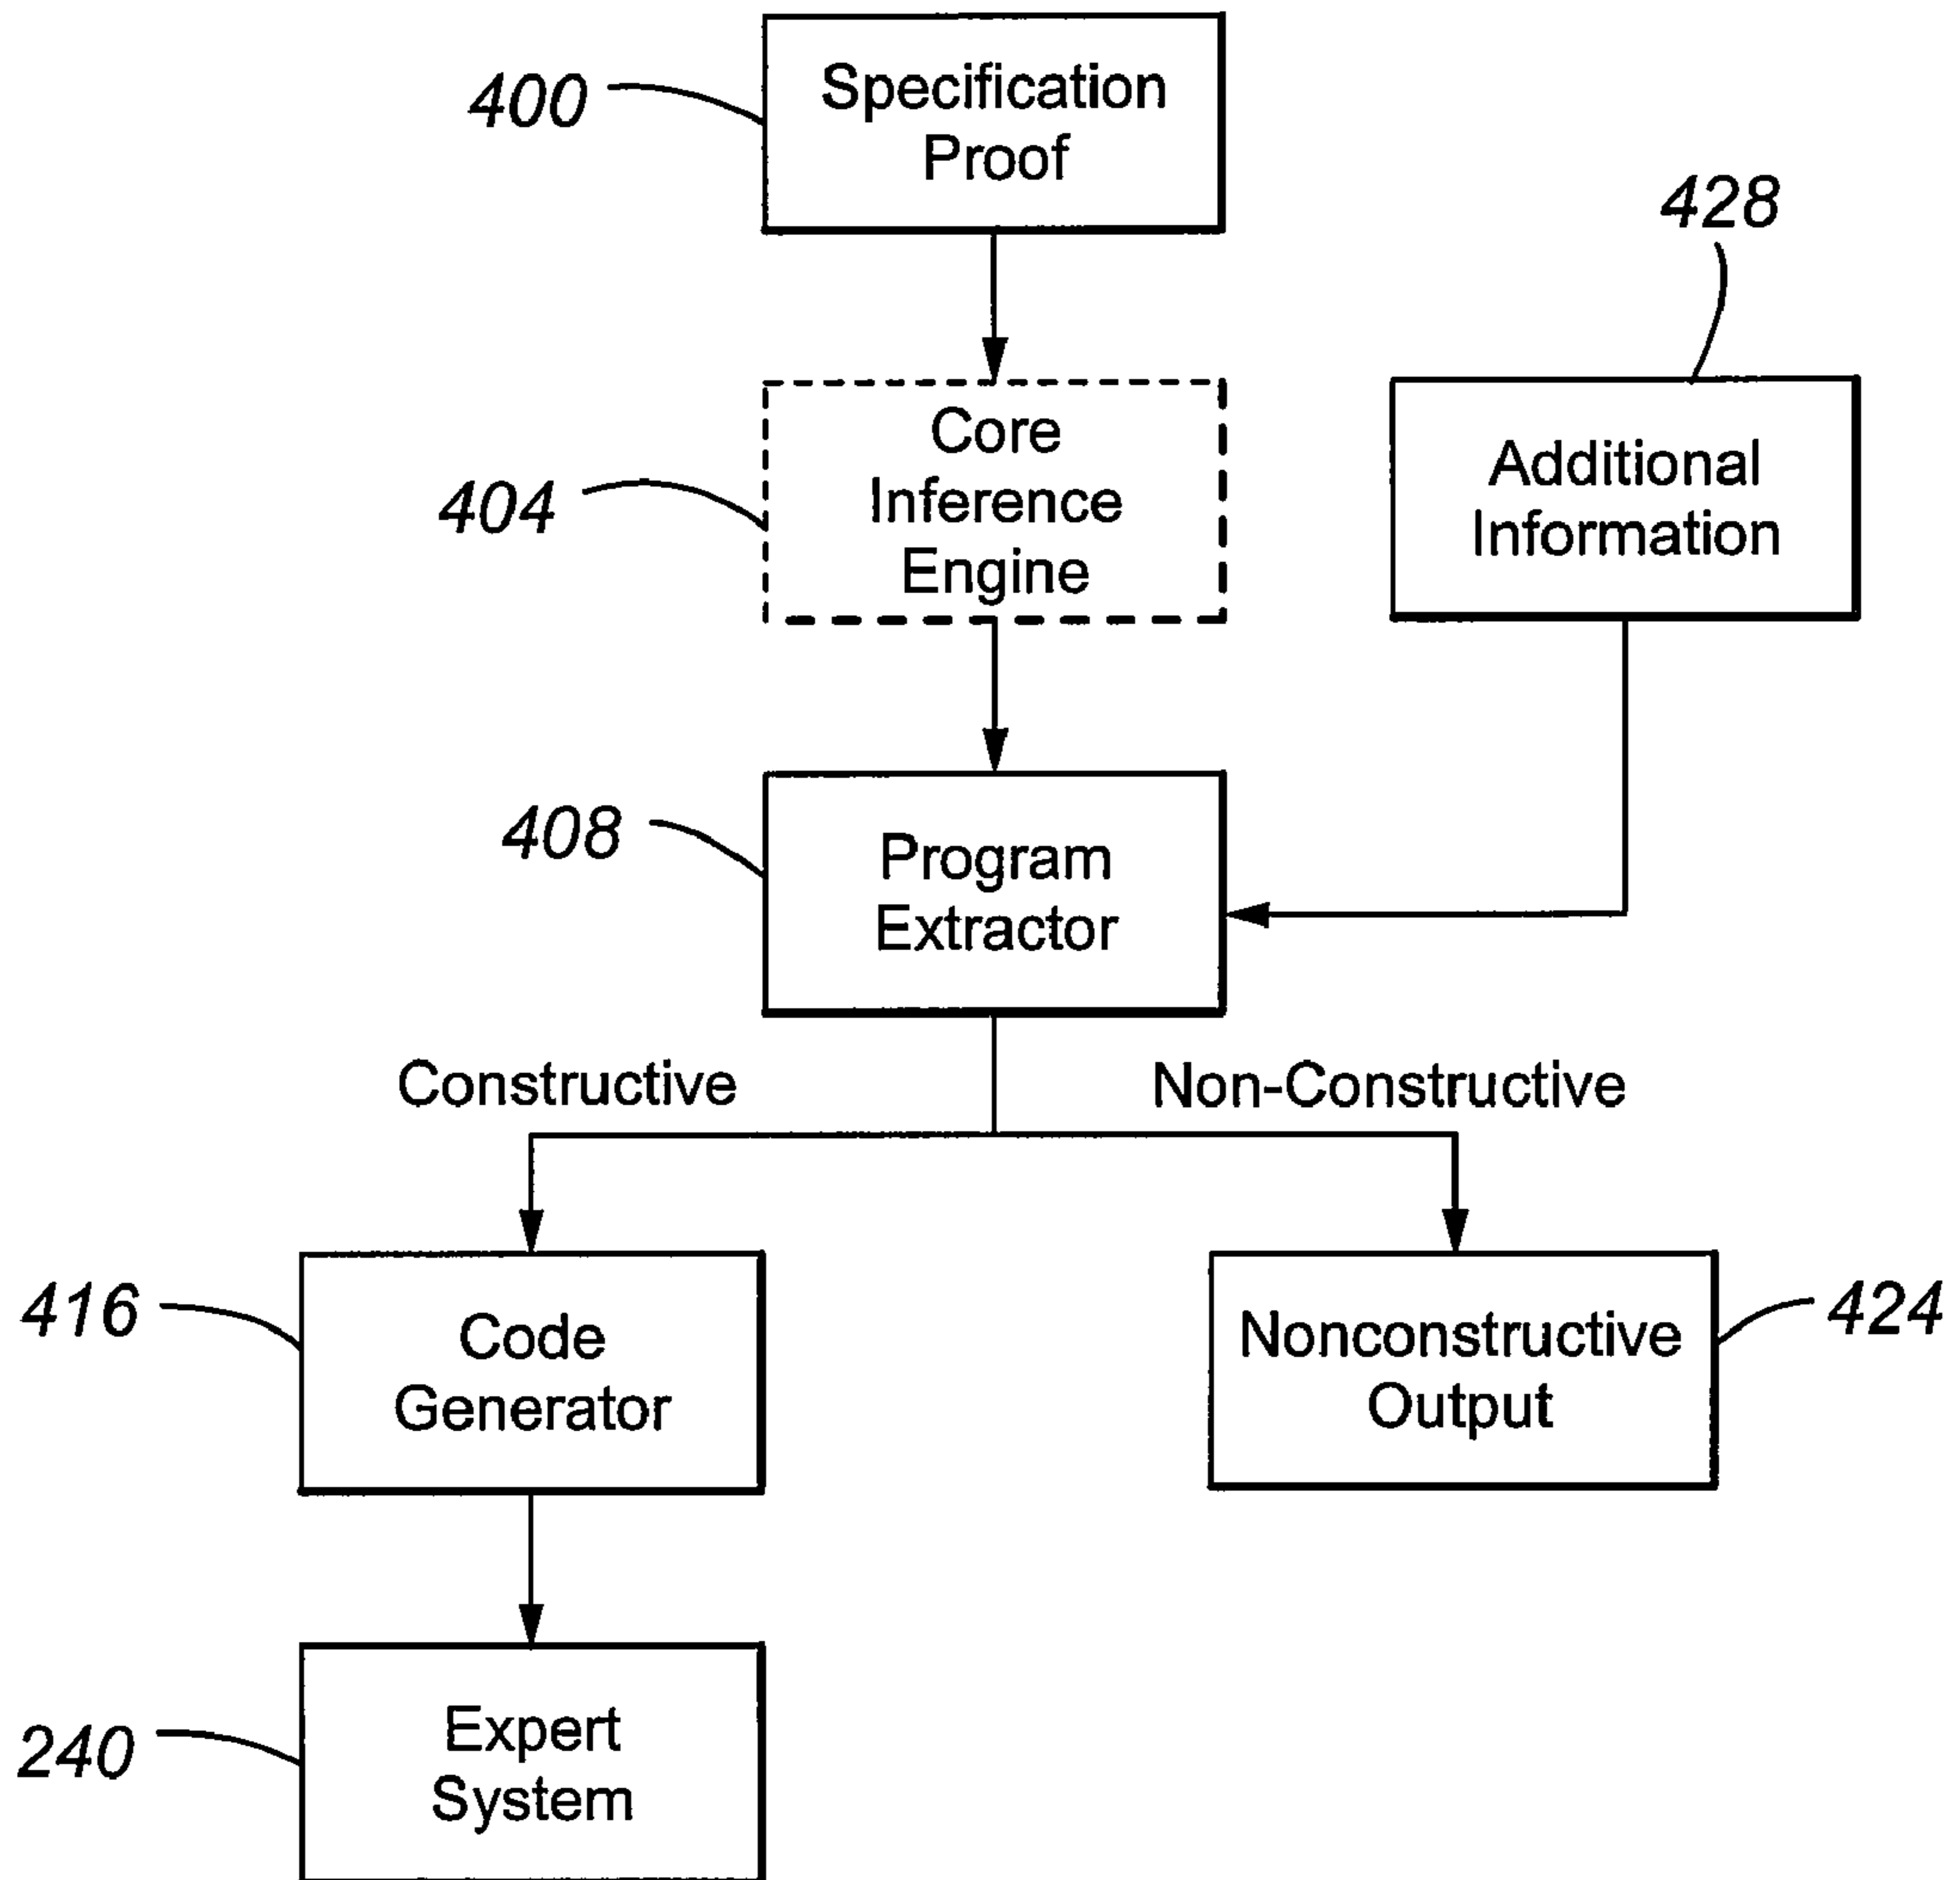 400
Specification
Proof
428
404
Core
Inference
Engine
Additional
Information
408
Program
Extractor
Constructive
Non-Constructive
416
Code
Generator
Nonconstructive
Output
424
240
Expert
System